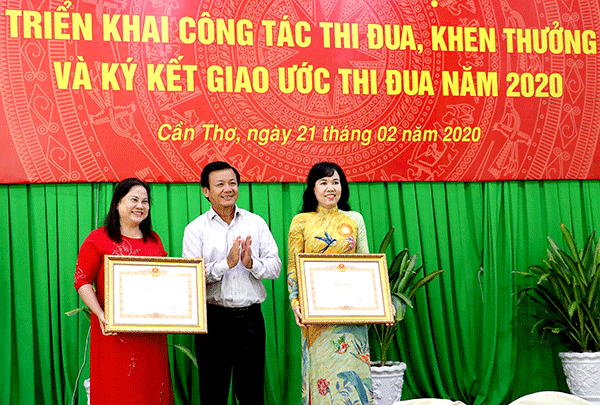 TRIỂN KHAI CÔNG TÁC THI ĐUA, KHEN THƯỞNG
VÀ KÝ KẾT GIAO ƯỚC THI ĐUA NĂM 2020
Cần Thơ, ngày 21 tháng 02 năm 2020